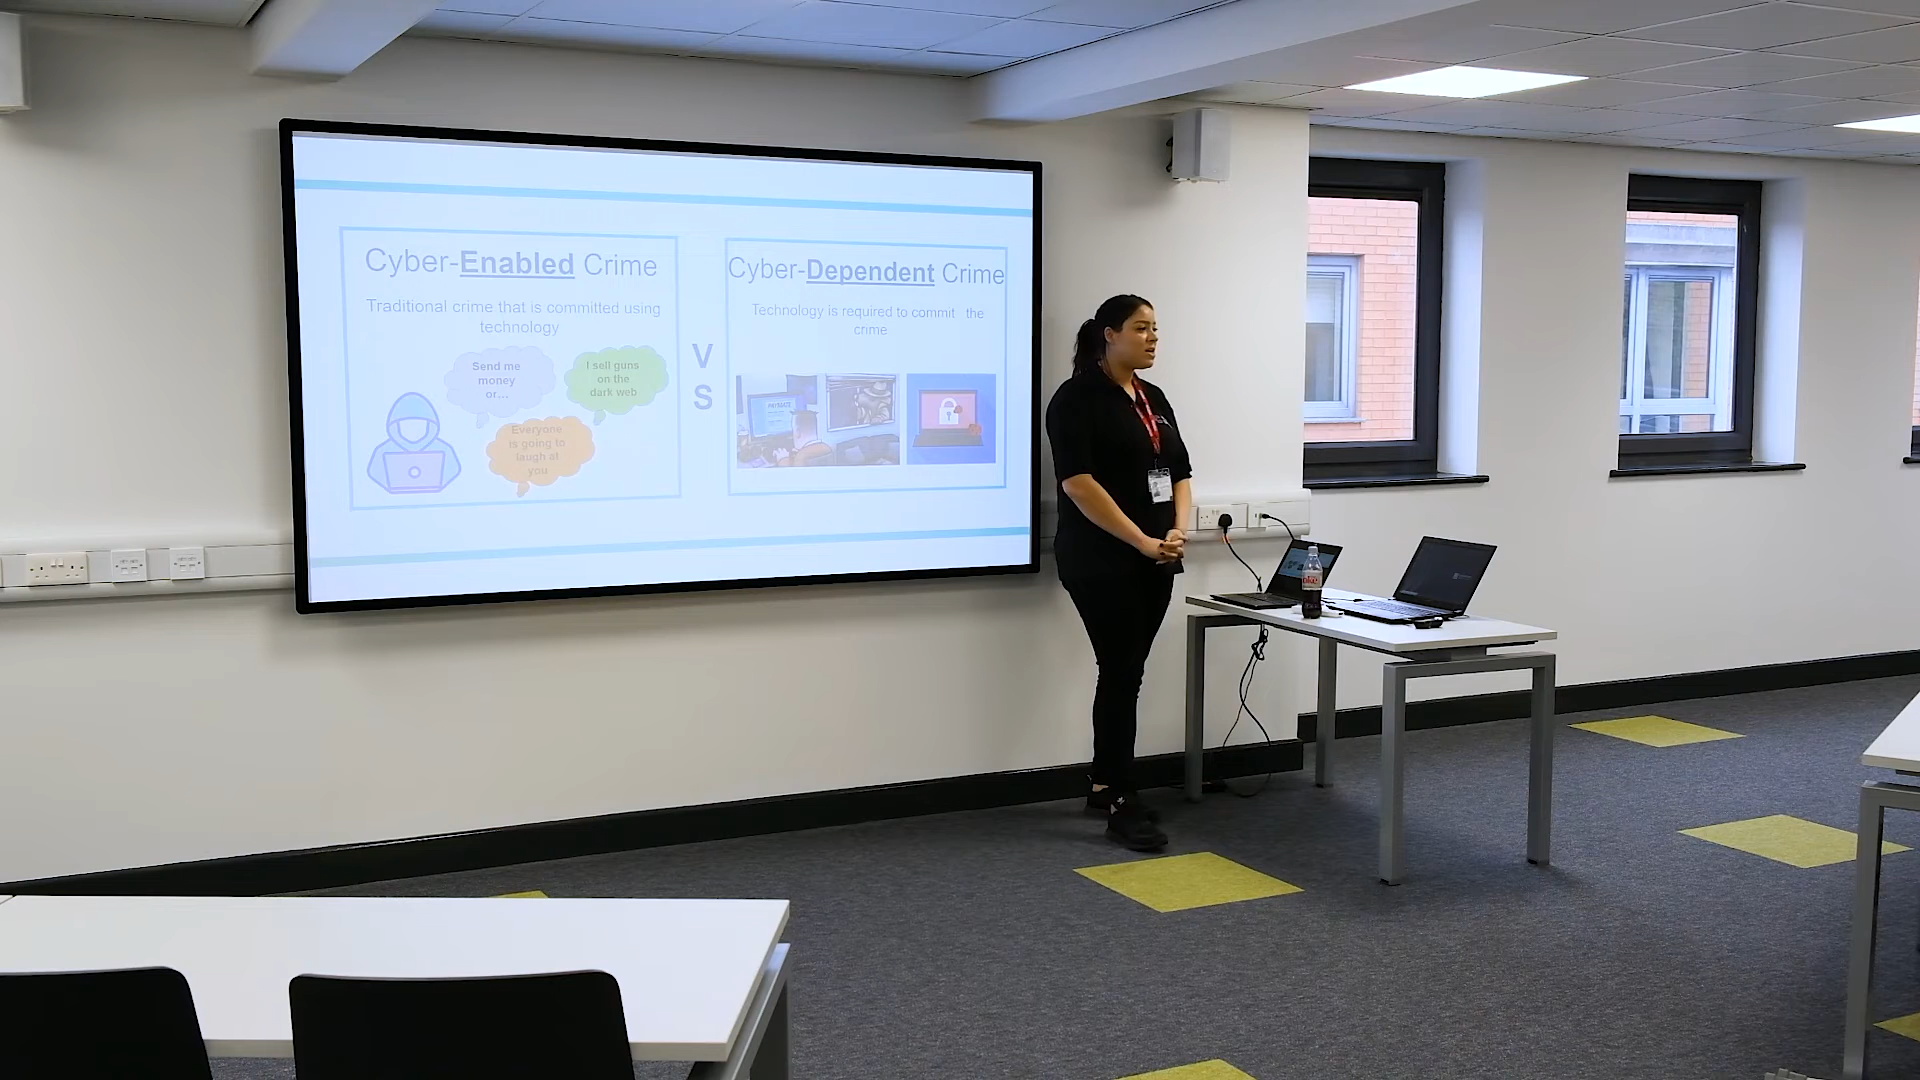 Cyber-Enabled Crime
Traditional crime that is committed using
technology
Send me
money
or...
I sell guns
on the
dark web
Everyone
is going to
laugh at
you
V
S
Cyber-Dependent Crime
Technology is required to commit the
crime